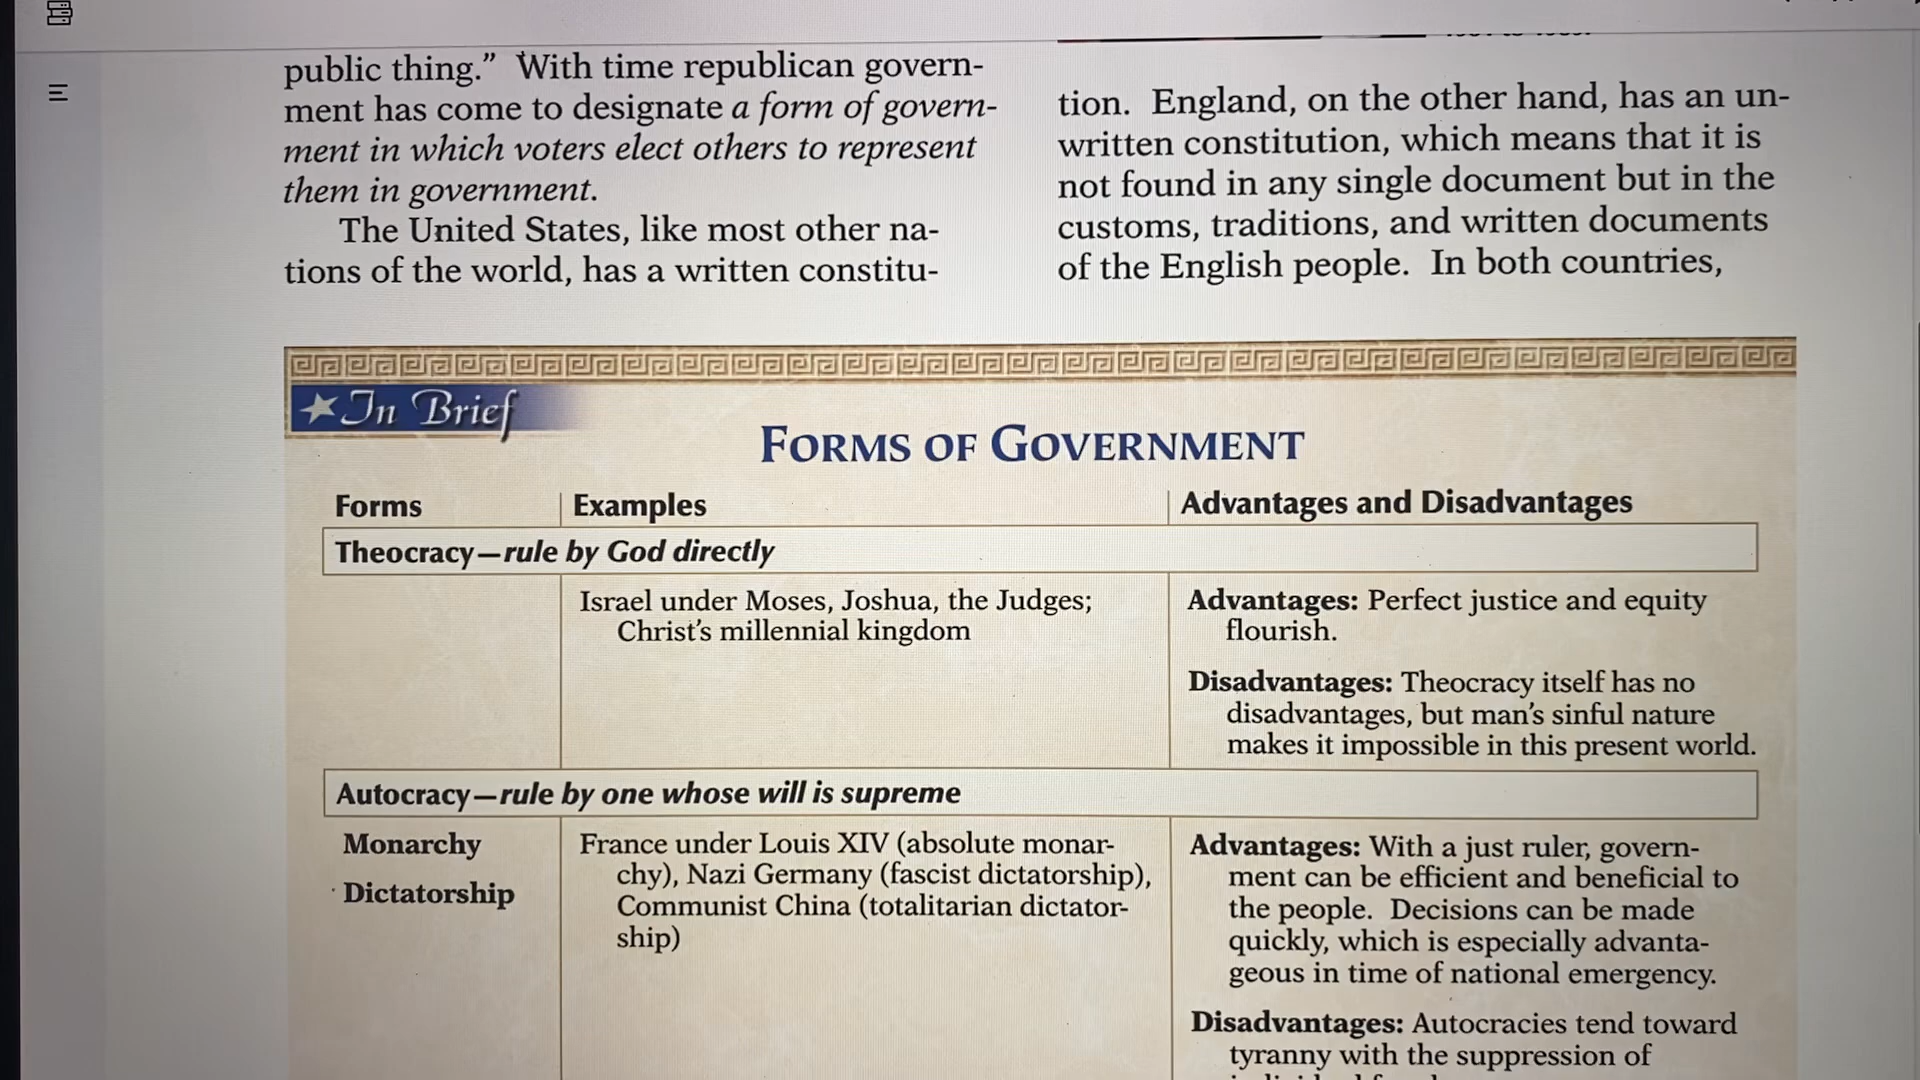 public thing.” With time republican govern-
ment has come to designate a form of govern-
ment in which voters elect others to represent
them in government.
The United States, like most other na-
tions of the world, has a written constitu-
tion. England, on the other hand, has an un-
written constitution, which means that it is
not found in any single document but in the
customs, traditions, and written documents
of the English people. In both countries,
In Brief
FORMS OF GOVERNMENT
Forms
Examples
Advantages and Disadvantages
Theocracy—rule by God directly
Israel under Moses, Joshua, the Judges;
Christ’s millennial kingdom
Advantages: Perfect justice and equity
flourish.
Disadvantages: Theocracy itself has no
disadvantages, but man’s sinful nature
makes it impossible in this present world.
Autocracy—rule by one whose will is supreme
Monarchy
Dictatorship
France under Louis XIV (absolute monar-
chy), Nazi Germany (fascist dictatorship),
Communist China (totalitarian dictator-
ship)
Advantages: With a just ruler, govern-
ment can be efficient and beneficial to
the people. Decisions can be made
quickly, which is especially advanta-
geous in time of national emergency.
Disadvantages: Autocracies tend toward
tyranny with the suppression of